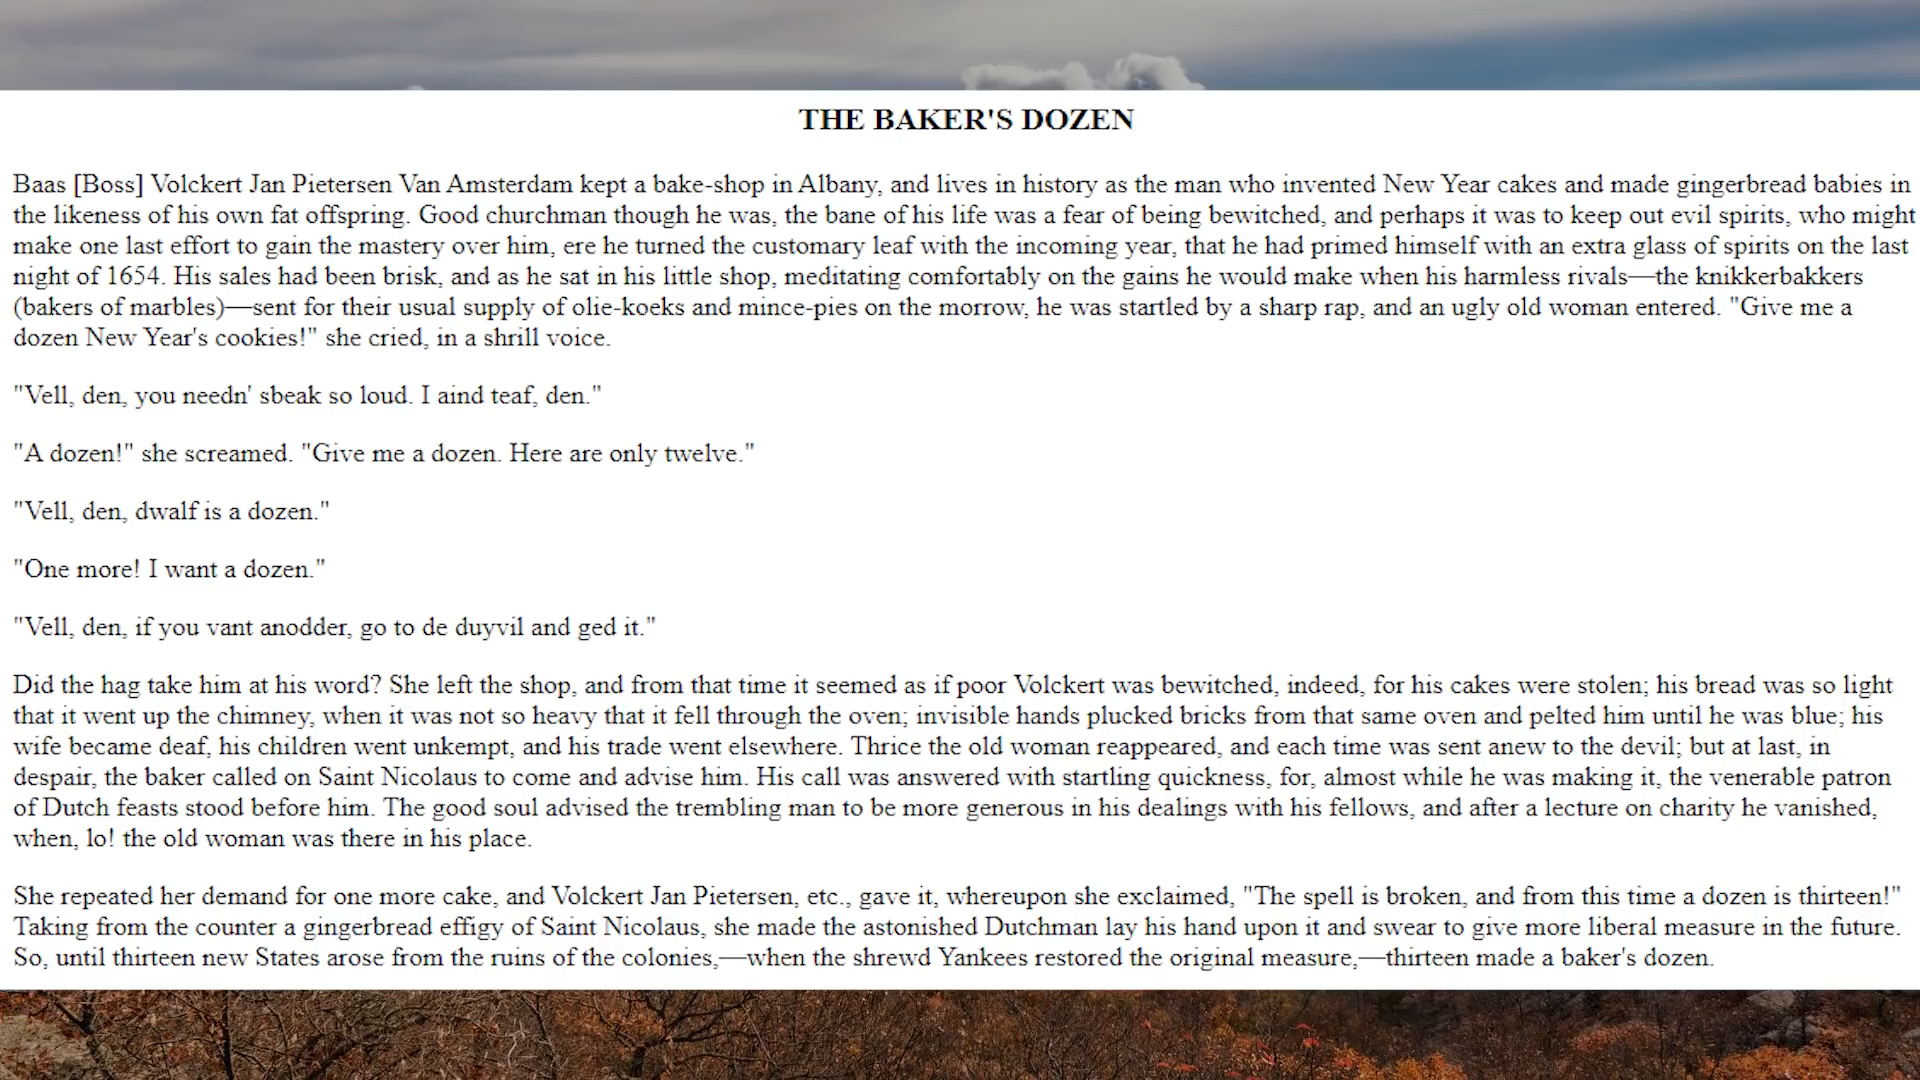 THE BAKER'S DOZEN
Baas [Boss] Volckert Jan Pietersen Van Amsterdam kept a bake-shop in Albany, and lives in history as the man who invented New Year cakes and made gingerbread babies in
the likeness of his own fat offspring. Good churchman though he was, the bane of his life was a fear of being bewitched, and perhaps it was to keep out evil spirits, who might
make one last effort to gain the mastery over him, ere he turned the customary leaf with the incoming year, that he had primed himself with an extra glass of spirits on the last
night of 1654. His sales had been brisk, and as he sat in his little shop, meditating comfortably on the gains he would make when his harmless rivals—the knikkerbakkers
(bakers of marbles)—sent for their usual supply of olie-koeks and mince-pies on the morrow, he was startled by a sharp rap, and an ugly old woman entered. "Give me a
dozen New Year's cookies!" she cried, in a shrill voice.
"Vell, den, you needn' sbeak so loud. I aind teaf, den."
"A dozen!" she screamed. "Give me a dozen. Here are only twelve."
"Vell, den, dwalf is a dozen."
"One more! I want a dozen."
"Vell, den, if you vant anodder, go to de duyvil and ged it."
Did the hag take him at his word? She left the shop, and from that time it seemed as if poor Volckert was bewitched, indeed, for his cakes were stolen; his bread was so light
that it went up the chimney, when it was not so heavy that it fell through the oven; invisible hands plucked bricks from that same oven and pelted him until he was blue; his
wife became deaf, his children went unkempt, and his trade went elsewhere. Thrice the old woman reappeared, and each time was sent anew to the devil; but at last, in
despair, the baker called on Saint Nicolaus to come and advise him. His call was answered with startling quickness, for, almost while he was making it, the venerable patron
of Dutch feasts stood before him. The good soul advised the trembling man to be more generous in his dealings with his fellows, and after a lecture on charity he vanished,
when, lo! the old woman was there in his place.
She repeated her demand for one more cake, and Volckert Jan Pietersen, etc., gave it, whereupon she exclaimed, "The spell is broken, and from this time a dozen is thirteen!"
Taking from the counter a gingerbread effigy of Saint Nicolaus, she made the astonished Dutchman lay his hand upon it and swear to give more liberal measure in the future.
So, until thirteen new States arose from the ruins of the colonies,—when the shrewd Yankees restored the original measure,—thirteen made a baker's dozen.